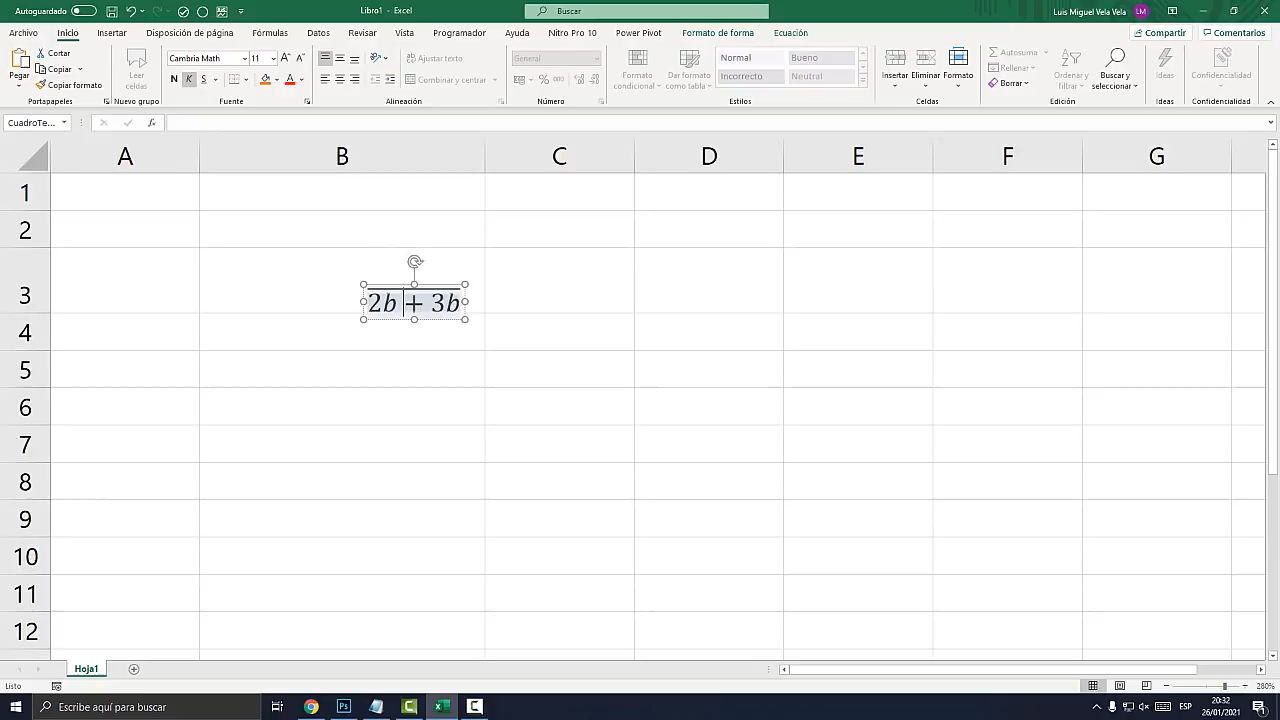 Autoguardado
Libro1 - Excel
Buscar
Luis Miguel Vela Vela
LM
Archivo Inicio Insertar Disposición de página Fórmulas Datos Revisar Vista Programador Ayuda Nitro Pro 10 Power Pivot Formato de forma Ecuación
Compartir Comentarios
Pegar
Cortar
Copiar
Copiar formato
Portapapeles
Leer celdas
Nuevo grupo
Cambria Math 11
N K S
Fuente
Ajustar texto
Combinar y centrar
Alineación
General
% 000
Número
Formato condicional
Dar formato como tabla
Normal Bueno
Incorrecto Neutral
Estilos
Insertar Eliminar Formato
Celdas
Autosuma
Rellenar
Borrar
Ordenar y filtrar
Buscar y seleccionar
Edición
Ideas
Ideas
Confidencialidad
Confidencialidad
CuadroTe...
fx
A B C D E F G
1
2
3
2b + 3b
4
5
6
7
8
9
10
11
12
Hoja1
Listo
280%
Escribe aquí para buscar
ESP
20:32
26/01/2021